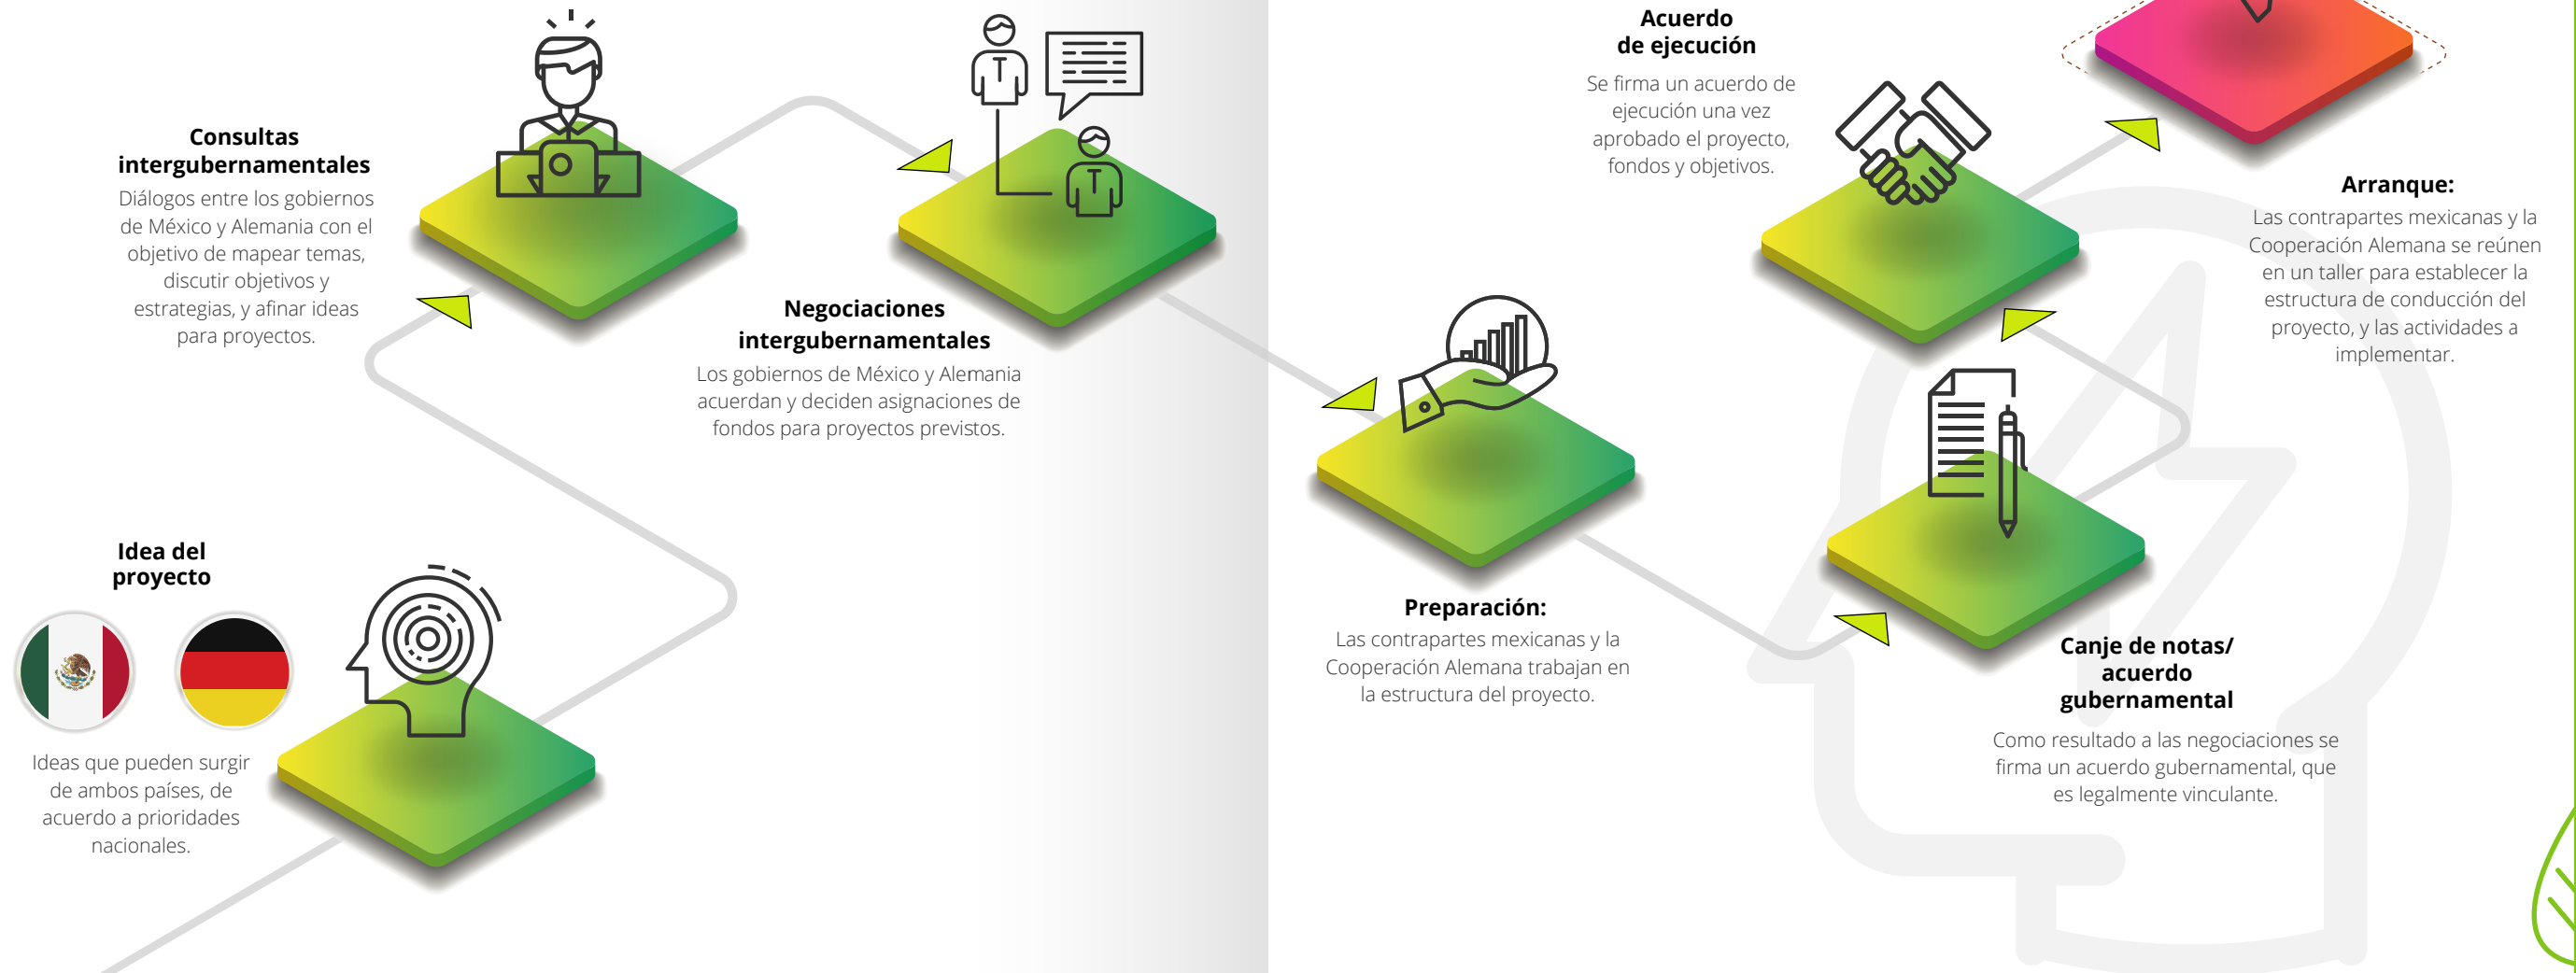 Idea del
proyecto
Ideas que pueden surgir
de ambos países, de
acuerdo a prioridades
nacionales.
Consultas
intergubernamentales
Diálogos entre los gobiernos
de México y Alemania con el
objetivo de mapear temas,
discutir objetivos y
estrategias, y afinar ideas
para proyectos.
Negociaciones
intergubernamentales
Los gobiernos de México y Alemania
acuerdan y deciden asignaciones de
fondos para proyectos previstos.
Preparación:
Las contrapartes mexicanas y la
Cooperación Alemana trabajan en
la estructura del proyecto.
Canje de notas/
acuerdo
gubernamental
Como resultado a las negociaciones se
firma un acuerdo gubernamental, que
es legalmente vinculante.
Acuerdo
de ejecución
Se firma un acuerdo de
ejecución una vez
aprobado el proyecto,
fondos y objetivos.
Arranque:
Las contrapartes mexicanas y la
Cooperación Alemana se reúnen
en un taller para establecer la
estructura de conducción del
proyecto, y las actividades a
implementar.